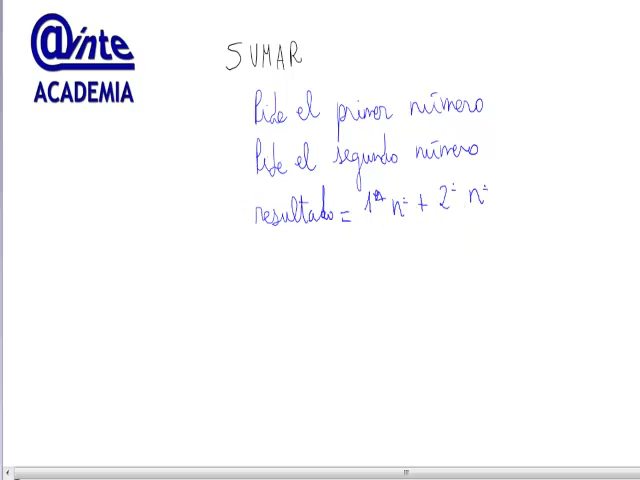 @inte
ACADEMIA
SUMAR
Pide el primer número
Pide el segundo número
resultado = 1er nº + 2º nº